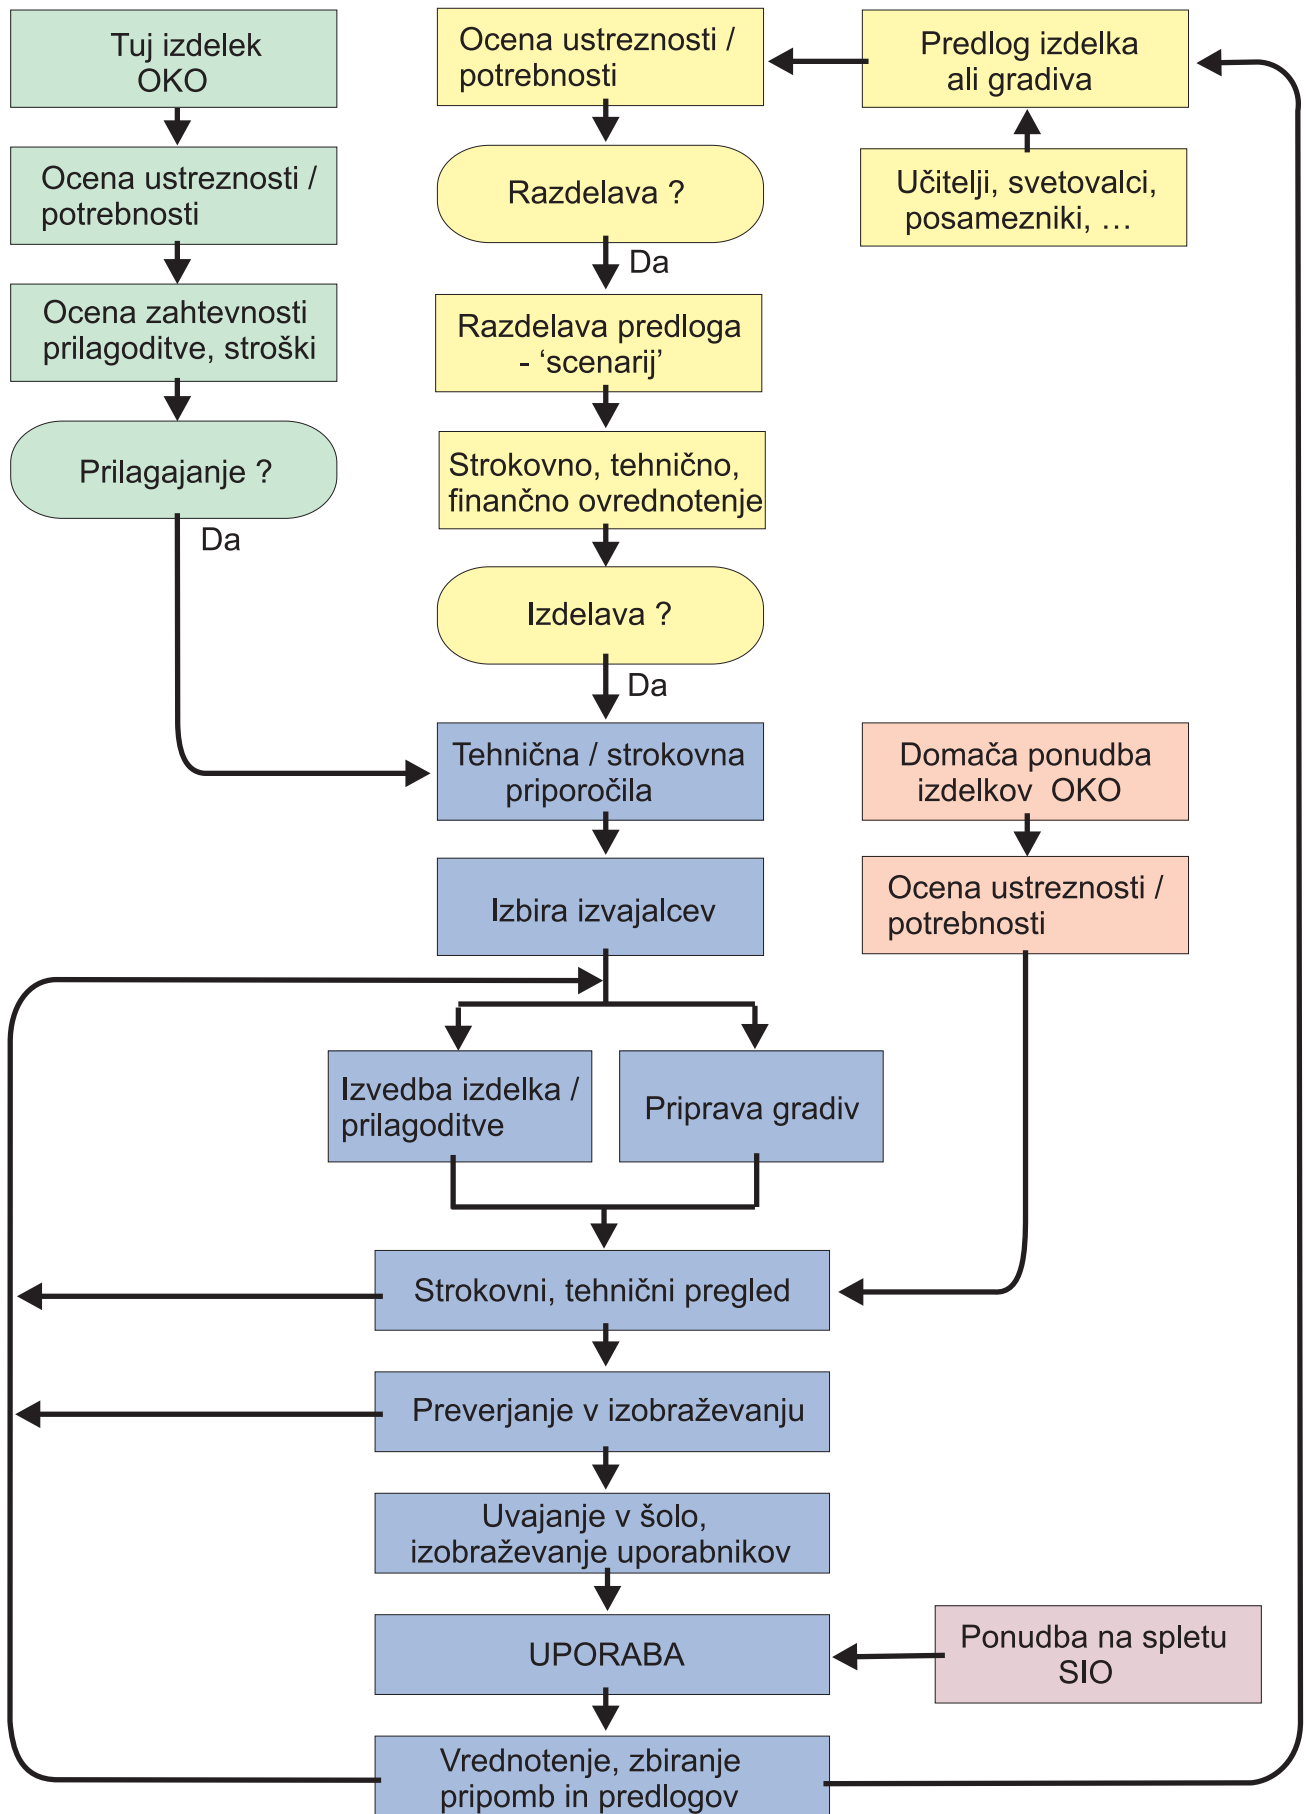 Tuj izdelek
OKO
Ocena ustreznosti /
potrebnosti
Ocena zahtevnosti
prilagoditve, stroški
Prilagajanje ?
Da
Ocena ustreznosti /
potrebnosti
Razdelava ?
Da
Razdelava predloga
- ‘scenarij’
Strokovno, tehnično,
finančno ovrednotenje
Izdelava ?
Da
Predlog izdelka
ali gradiva
Učitelji, svetovalci,
posamezniki, …
Tehnična / strokovna
priporočila
Izbira izvajalcev
Domača ponudba
izdelkov OKO
Ocena ustreznosti /
potrebnosti
Izvedba izdelka /
prilagoditve
Priprava gradiv
Strokovni, tehnični pregled
Preverjanje v izobraževanju
Uvajanje v šolo,
izobraževanje uporabnikov
UPORABA
Ponudba na spletu
SIO
Vrednotenje, zbiranje
pripomb in predlogov